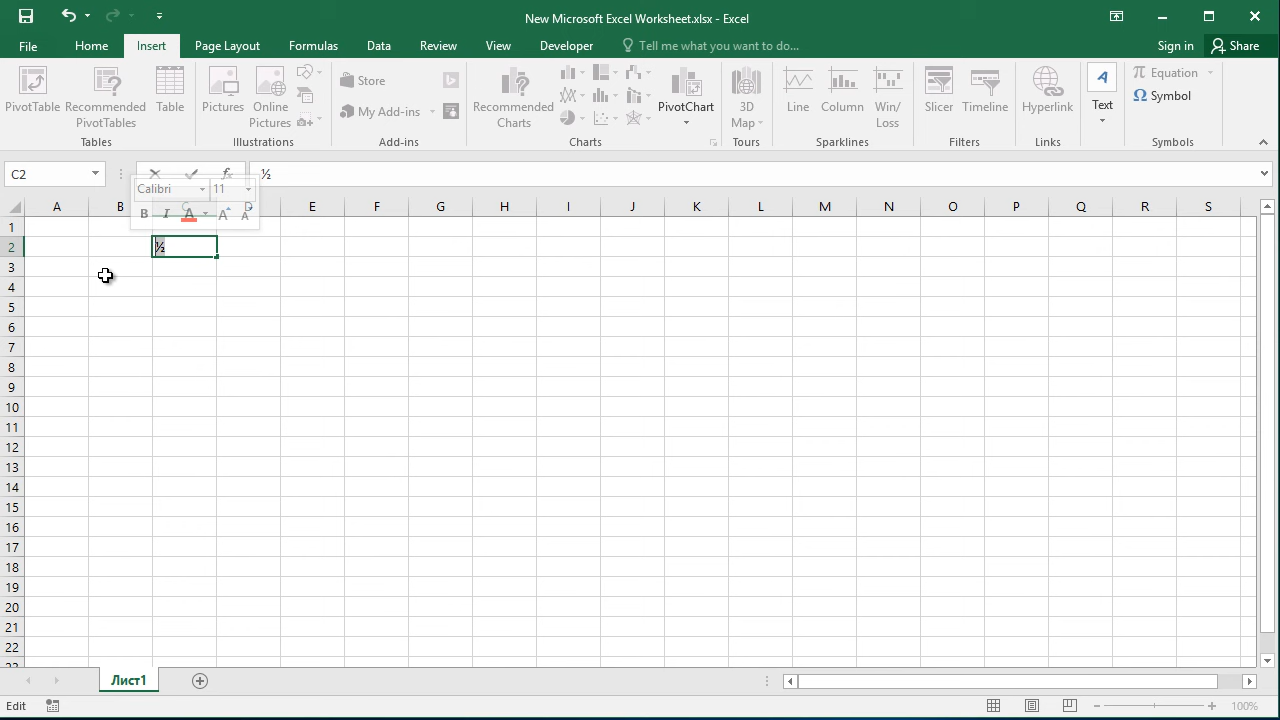 New Microsoft Excel Worksheet.xlsx - Excel
File Home Insert Page Layout Formulas Data Review View Developer Tell me what you want to do... Sign in Share
PivotTable
Recommended
PivotTables
Table
Tables
Pictures
Online
Pictures
Illustrations
Store
My Add-ins
Add-ins
Recommended
Charts
PivotChart
Charts
3D
Map
Tours
Line
Column
Win/
Loss
Sparklines
Slicer
Timeline
Filters
Hyperlink
Links
A
Text
π Equation
Ω Symbol
Symbols
C2 fx ½
Calibri 11
B I A A A
A B C E F G H I J K L M N O P Q R S
1
2 ½
3
4
5
6
7
8
9
10
11
12
13
14
15
16
17
18
19
20
21
22
23
Лист1
Edit 100%